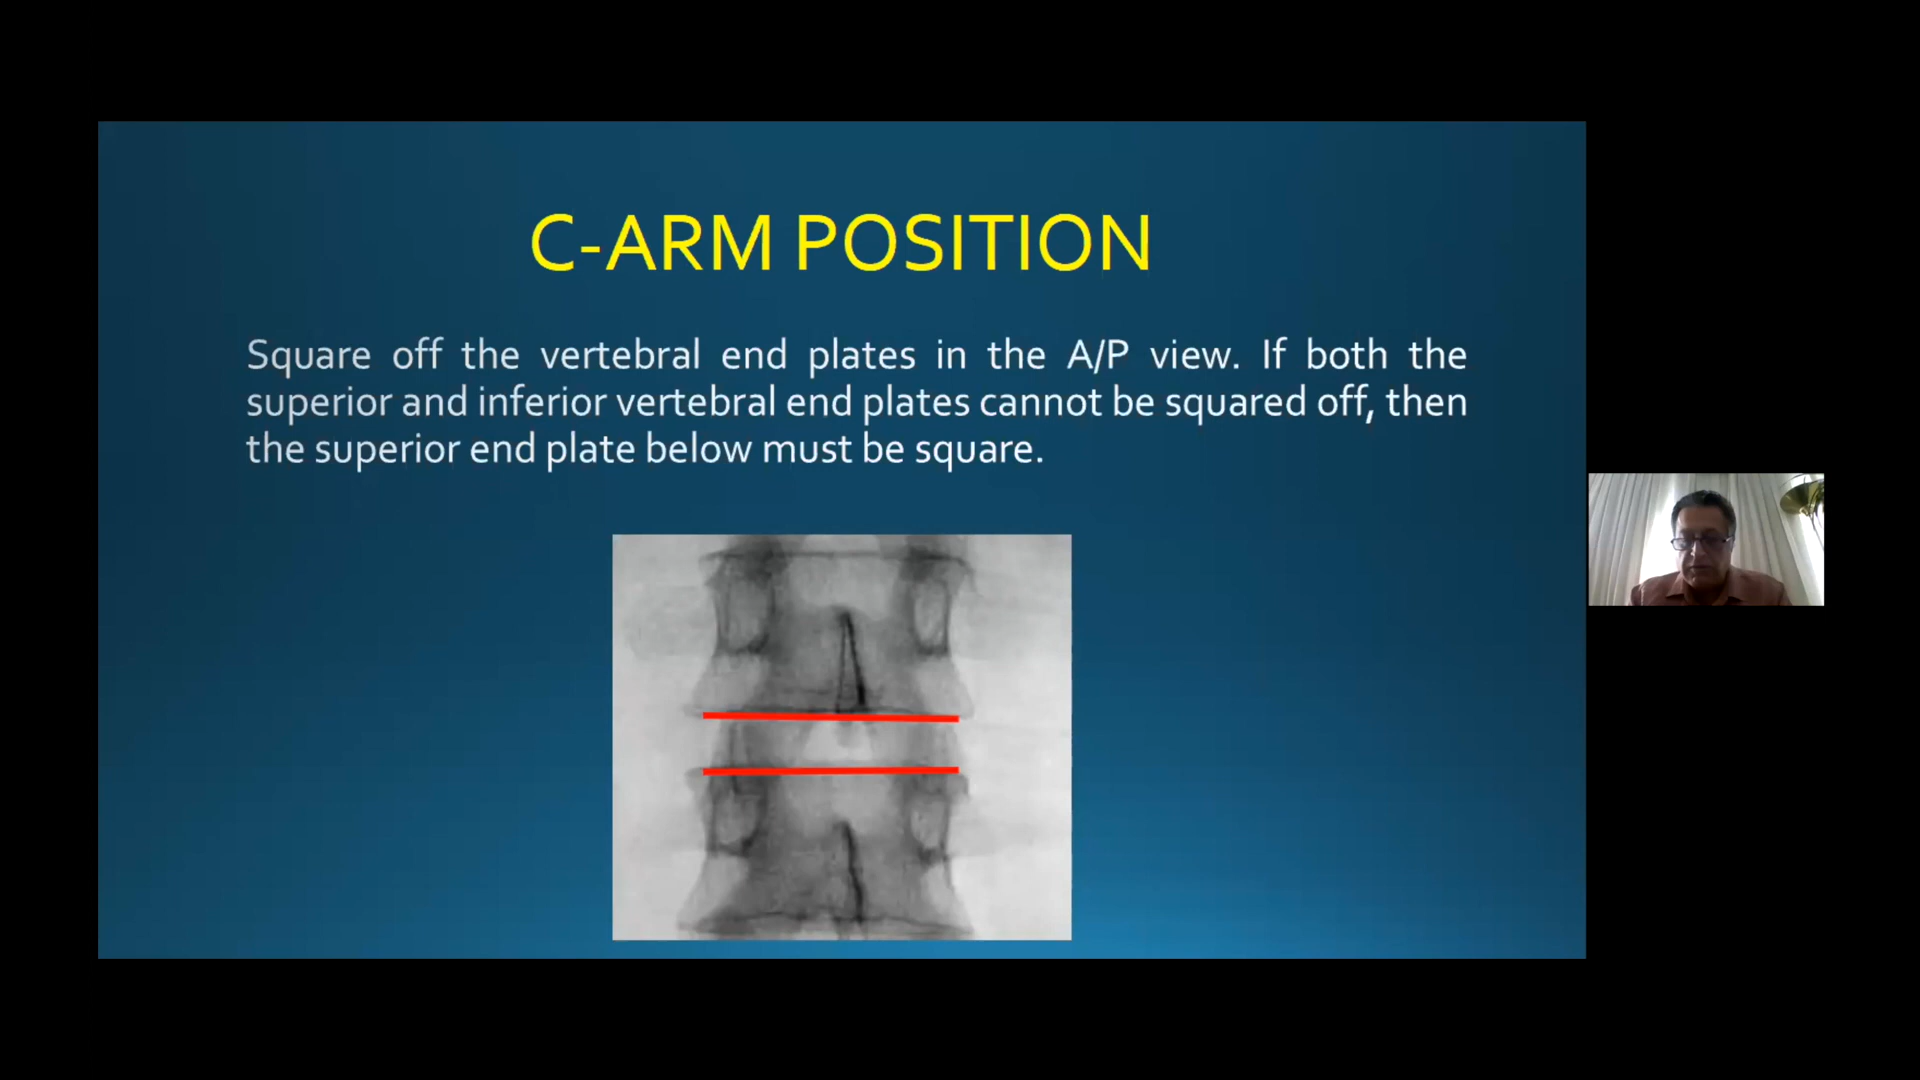 C-ARM POSITION
Square off the vertebral end plates in the A/P view. If both the
superior and inferior vertebral end plates cannot be squared off, then
the superior end plate below must be square.